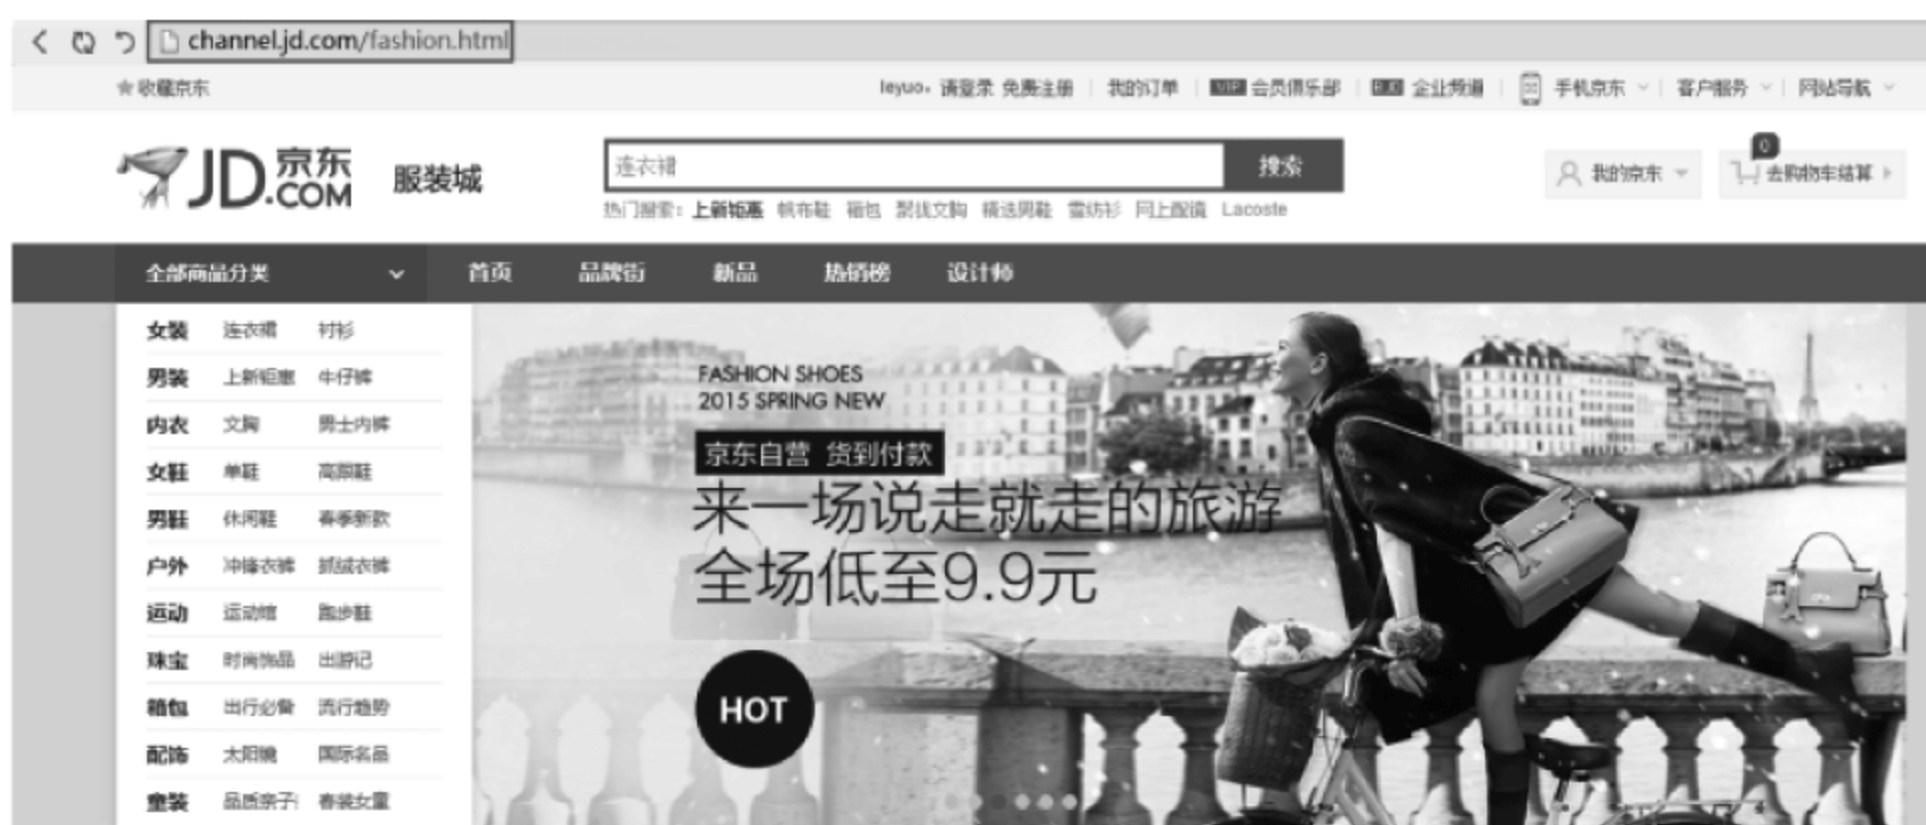 channel.jd.com/fashion.html
收藏京东 leyuo，请登录 免费注册 我的订单 VIP 会员俱乐部 企业频道 手机京东 客户服务 网站导航
JD 京东 .COM 服装城 连衣裙 搜索 我的京东 0 去购物车结算
热门搜索： 上新钜惠 帆布鞋 箱包 聚拢文胸 精选男鞋 雪纺衫 网上配镜 Lacoste
全部商品分类 首页 品牌街 新品 热销榜 设计师
女装 连衣裙 衬衫
男装 上新钜惠 牛仔裤
内衣 文胸 男士内裤
女鞋 单鞋 高跟鞋
男鞋 休闲鞋 春季新款
户外 冲锋衣裤 抓绒衣裤
运动 运动馆 跑步鞋
珠宝 时尚饰品 出游记
箱包 出行必备 流行趋势
配饰 太阳镜 国际名品
童装 品质亲子 春装女童
FASHION SHOES
2015 SPRING NEW
京东自营 货到付款
来一场说走就走的旅游
全场低至9.9元
HOT